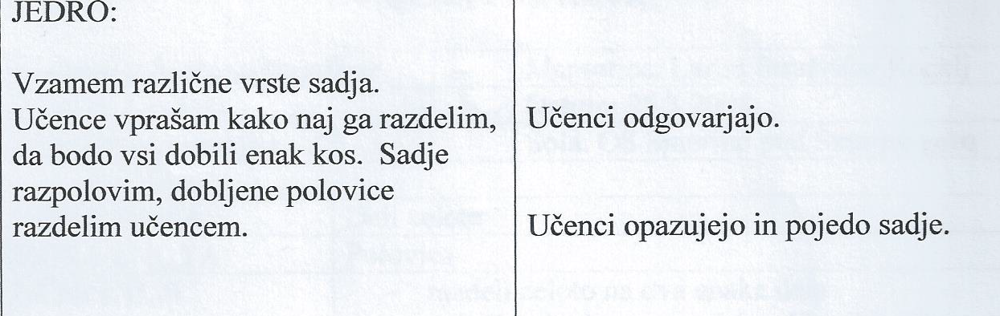 JEDRO:
Vzamem različne vrste sadja.
Učence vprašam kako naj ga razdelim,
da bodo vsi dobili enak kos.  Sadje
razpolovim, dobljene polovice
razdelim učencem.
Učenci odgovarjajo.
Učenci opazujejo in pojedo sadje.